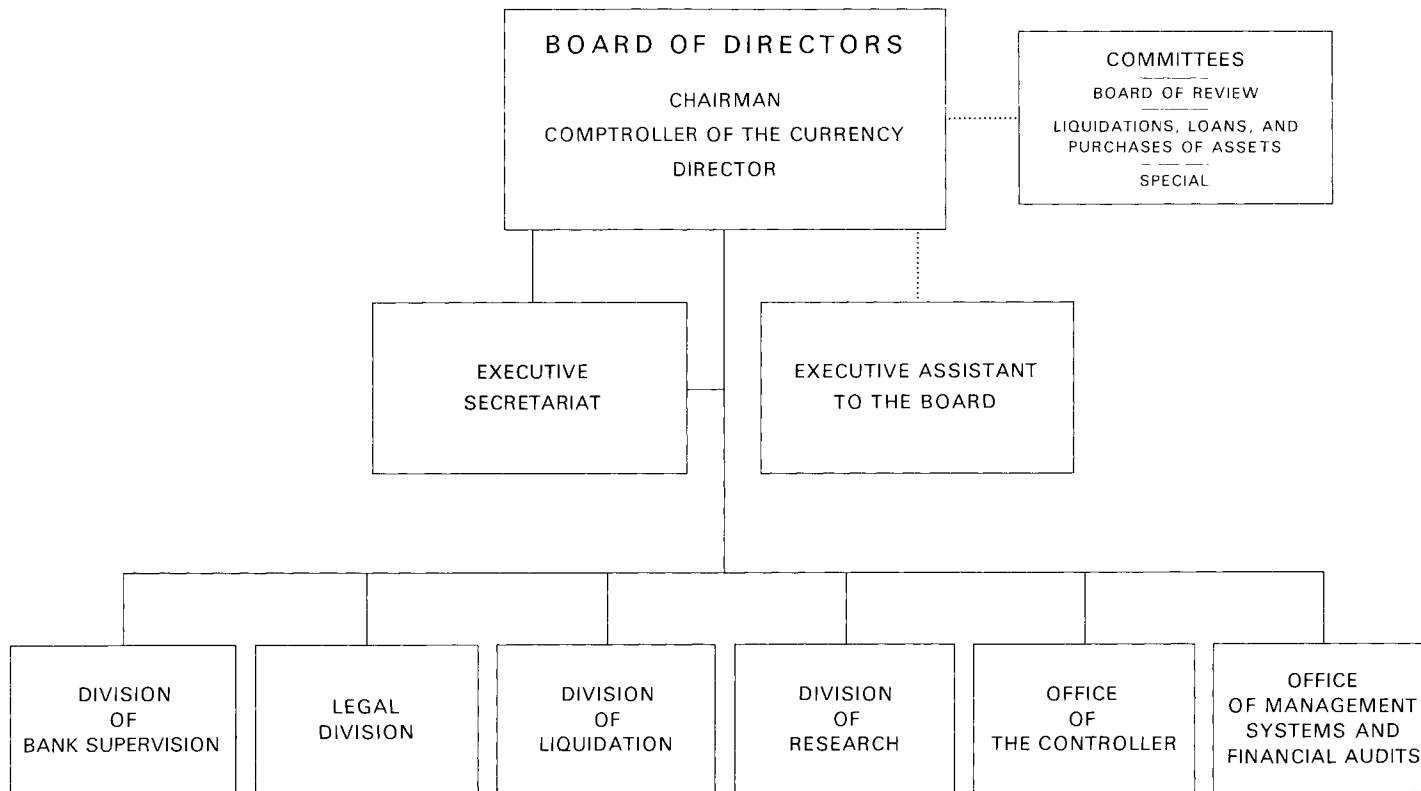 BOARD OF DIRECTORS
CHAIRMAN
COMPTROLLER OF THE CURRENCY
DIRECTOR
COMMITTEES
BOARD OF REVIEW
LIQUIDATIONS, LOANS, AND
PURCHASES OF ASSETS
SPECIAL
EXECUTIVE
SECRETARIAT
EXECUTIVE ASSISTANT
TO THE BOARD
DIVISION
OF
BANK SUPERVISION
LEGAL
DIVISION
DIVISION
OF
LIQUIDATION
DIVISION
OF
RESEARCH
OFFICE
OF
THE CONTROLLER
OFFICE
OF MANAGEMENT
SYSTEMS AND
FINANCIAL AUDITS